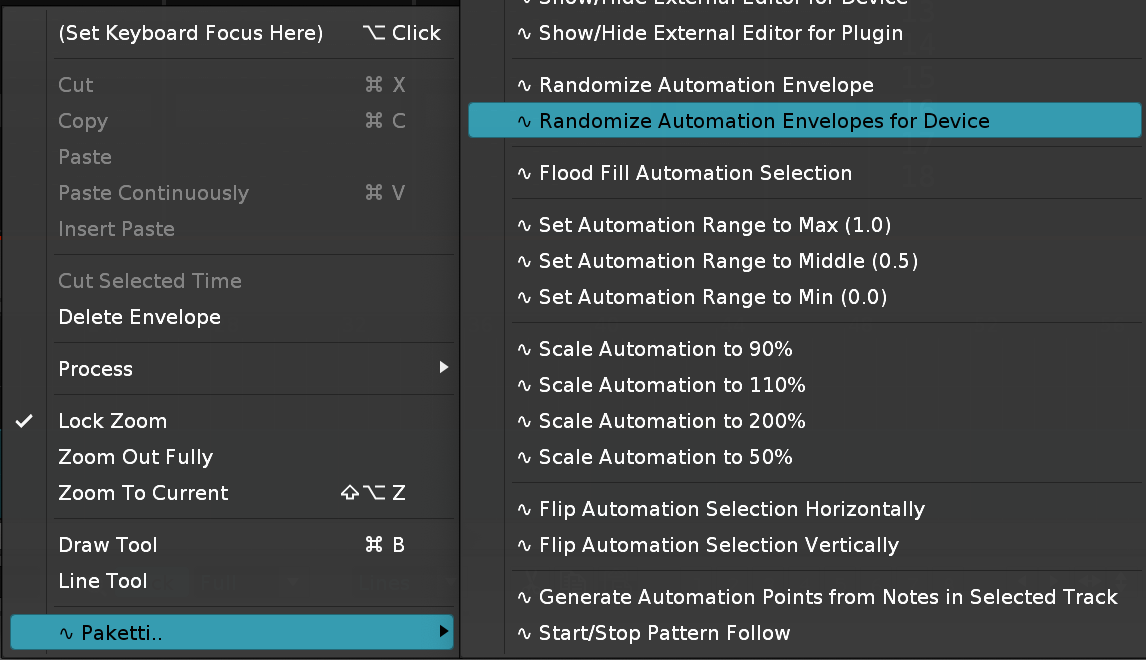 (Set Keyboard Focus Here) ⌥ Click
Cut ⌘ X
Copy ⌘ C
Paste
Paste Continuously ⌘ V
Insert Paste
Cut Selected Time
Delete Envelope
Process
Lock Zoom
Zoom Out Fully
Zoom To Current ⇧⌥ Z
Draw Tool ⌘ B
Line Tool
∿ Paketti..
∿ Show/Hide External Editor for Device
∿ Show/Hide External Editor for Plugin
∿ Randomize Automation Envelope
∿ Randomize Automation Envelopes for Device
∿ Flood Fill Automation Selection
∿ Set Automation Range to Max (1.0)
∿ Set Automation Range to Middle (0.5)
∿ Set Automation Range to Min (0.0)
∿ Scale Automation to 90%
∿ Scale Automation to 110%
∿ Scale Automation to 200%
∿ Scale Automation to 50%
∿ Flip Automation Selection Horizontally
∿ Flip Automation Selection Vertically
∿ Generate Automation Points from Notes in Selected Track
∿ Start/Stop Pattern Follow